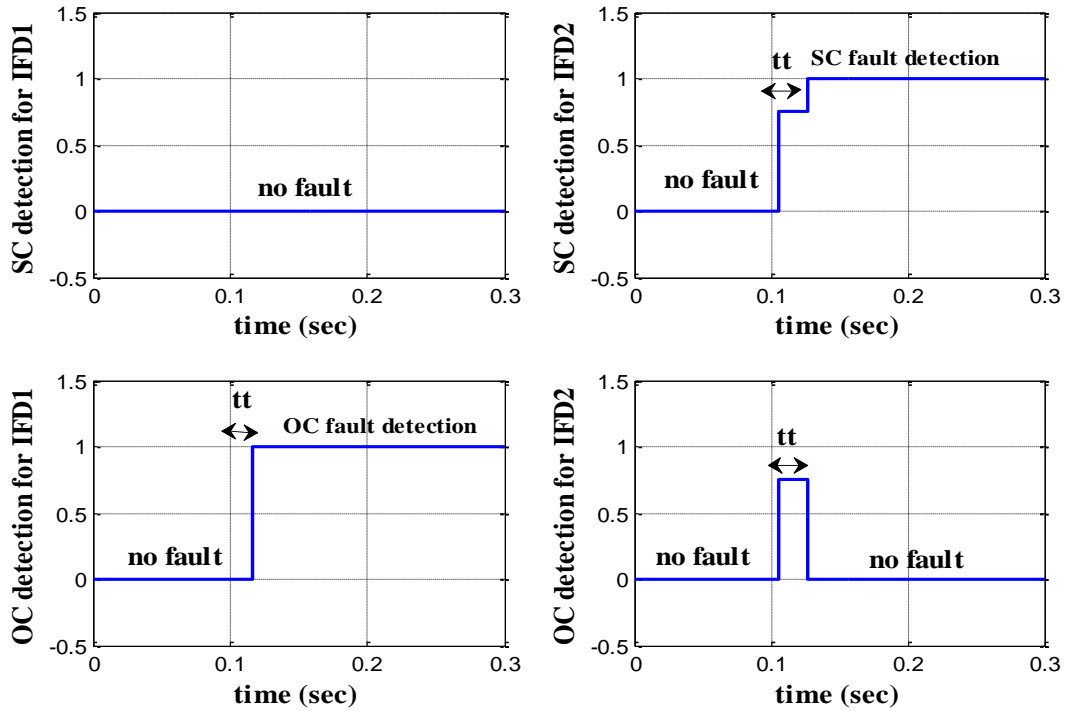 SC detection for IFD1
1.5
1
0.5
0
-0.5
no fault
0
0.1
0.2
0.3
time (sec)
SC detection for IFD2
1.5
1
0.5
0
-0.5
tt
SC fault detection
no fault
0
0.1
0.2
0.3
time (sec)
OC detection for IFD1
1.5
1
0.5
0
-0.5
tt
OC fault detection
no fault
0
0.1
0.2
0.3
time (sec)
OC detection for IFD2
1.5
1
0.5
0
-0.5
tt
no fault
no fault
0
0.1
0.2
0.3
time (sec)